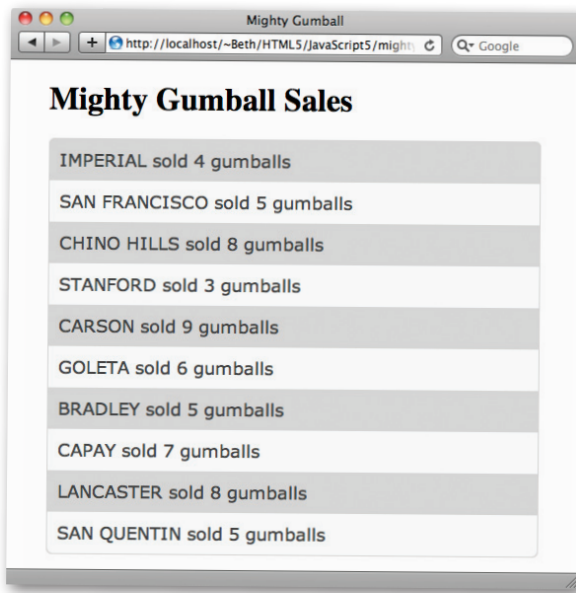 Mighty Gumball
http://localhost/~Beth/HTML5/JavaScript5/might
Google
Mighty Gumball Sales
IMPERIAL sold 4 gumballs
SAN FRANCISCO sold 5 gumballs
CHINO HILLS sold 8 gumballs
STANFORD sold 3 gumballs
CARSON sold 9 gumballs
GOLETA sold 6 gumballs
BRADLEY sold 5 gumballs
CAPAY sold 7 gumballs
LANCASTER sold 8 gumballs
SAN QUENTIN sold 5 gumballs